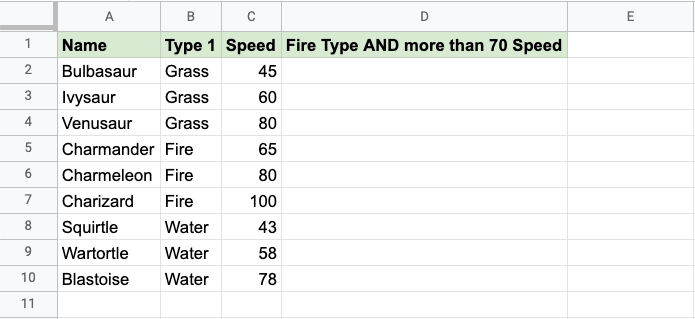 A B C D E
1 Name Type 1 Speed Fire Type AND more than 70 Speed
2 Bulbasaur Grass 45
3 Ivysaur Grass 60
4 Venusaur Grass 80
5 Charmander Fire 65
6 Charmeleon Fire 80
7 Charizard Fire 100
8 Squirtle Water 43
9 Wartortle Water 58
10 Blastoise Water 78
11